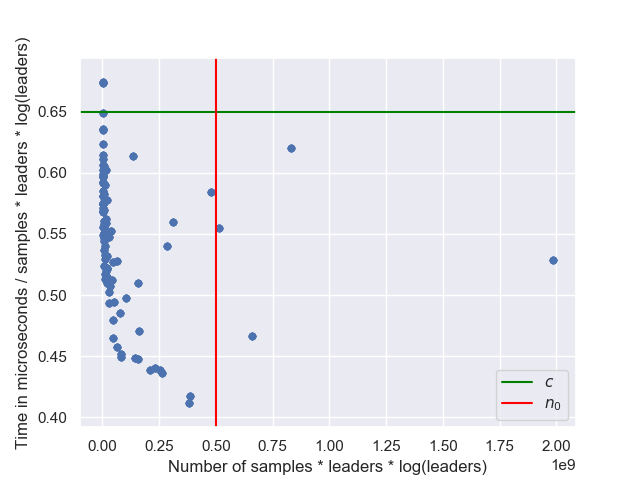 Time in microseconds / samples * leaders * log(leaders)
0.65
0.60
0.55
0.50
0.45
0.40
0.00 0.25 0.50 0.75 1.00 1.25 1.50 1.75 2.00
1e9
Number of samples * leaders * log(leaders)
c
n₀